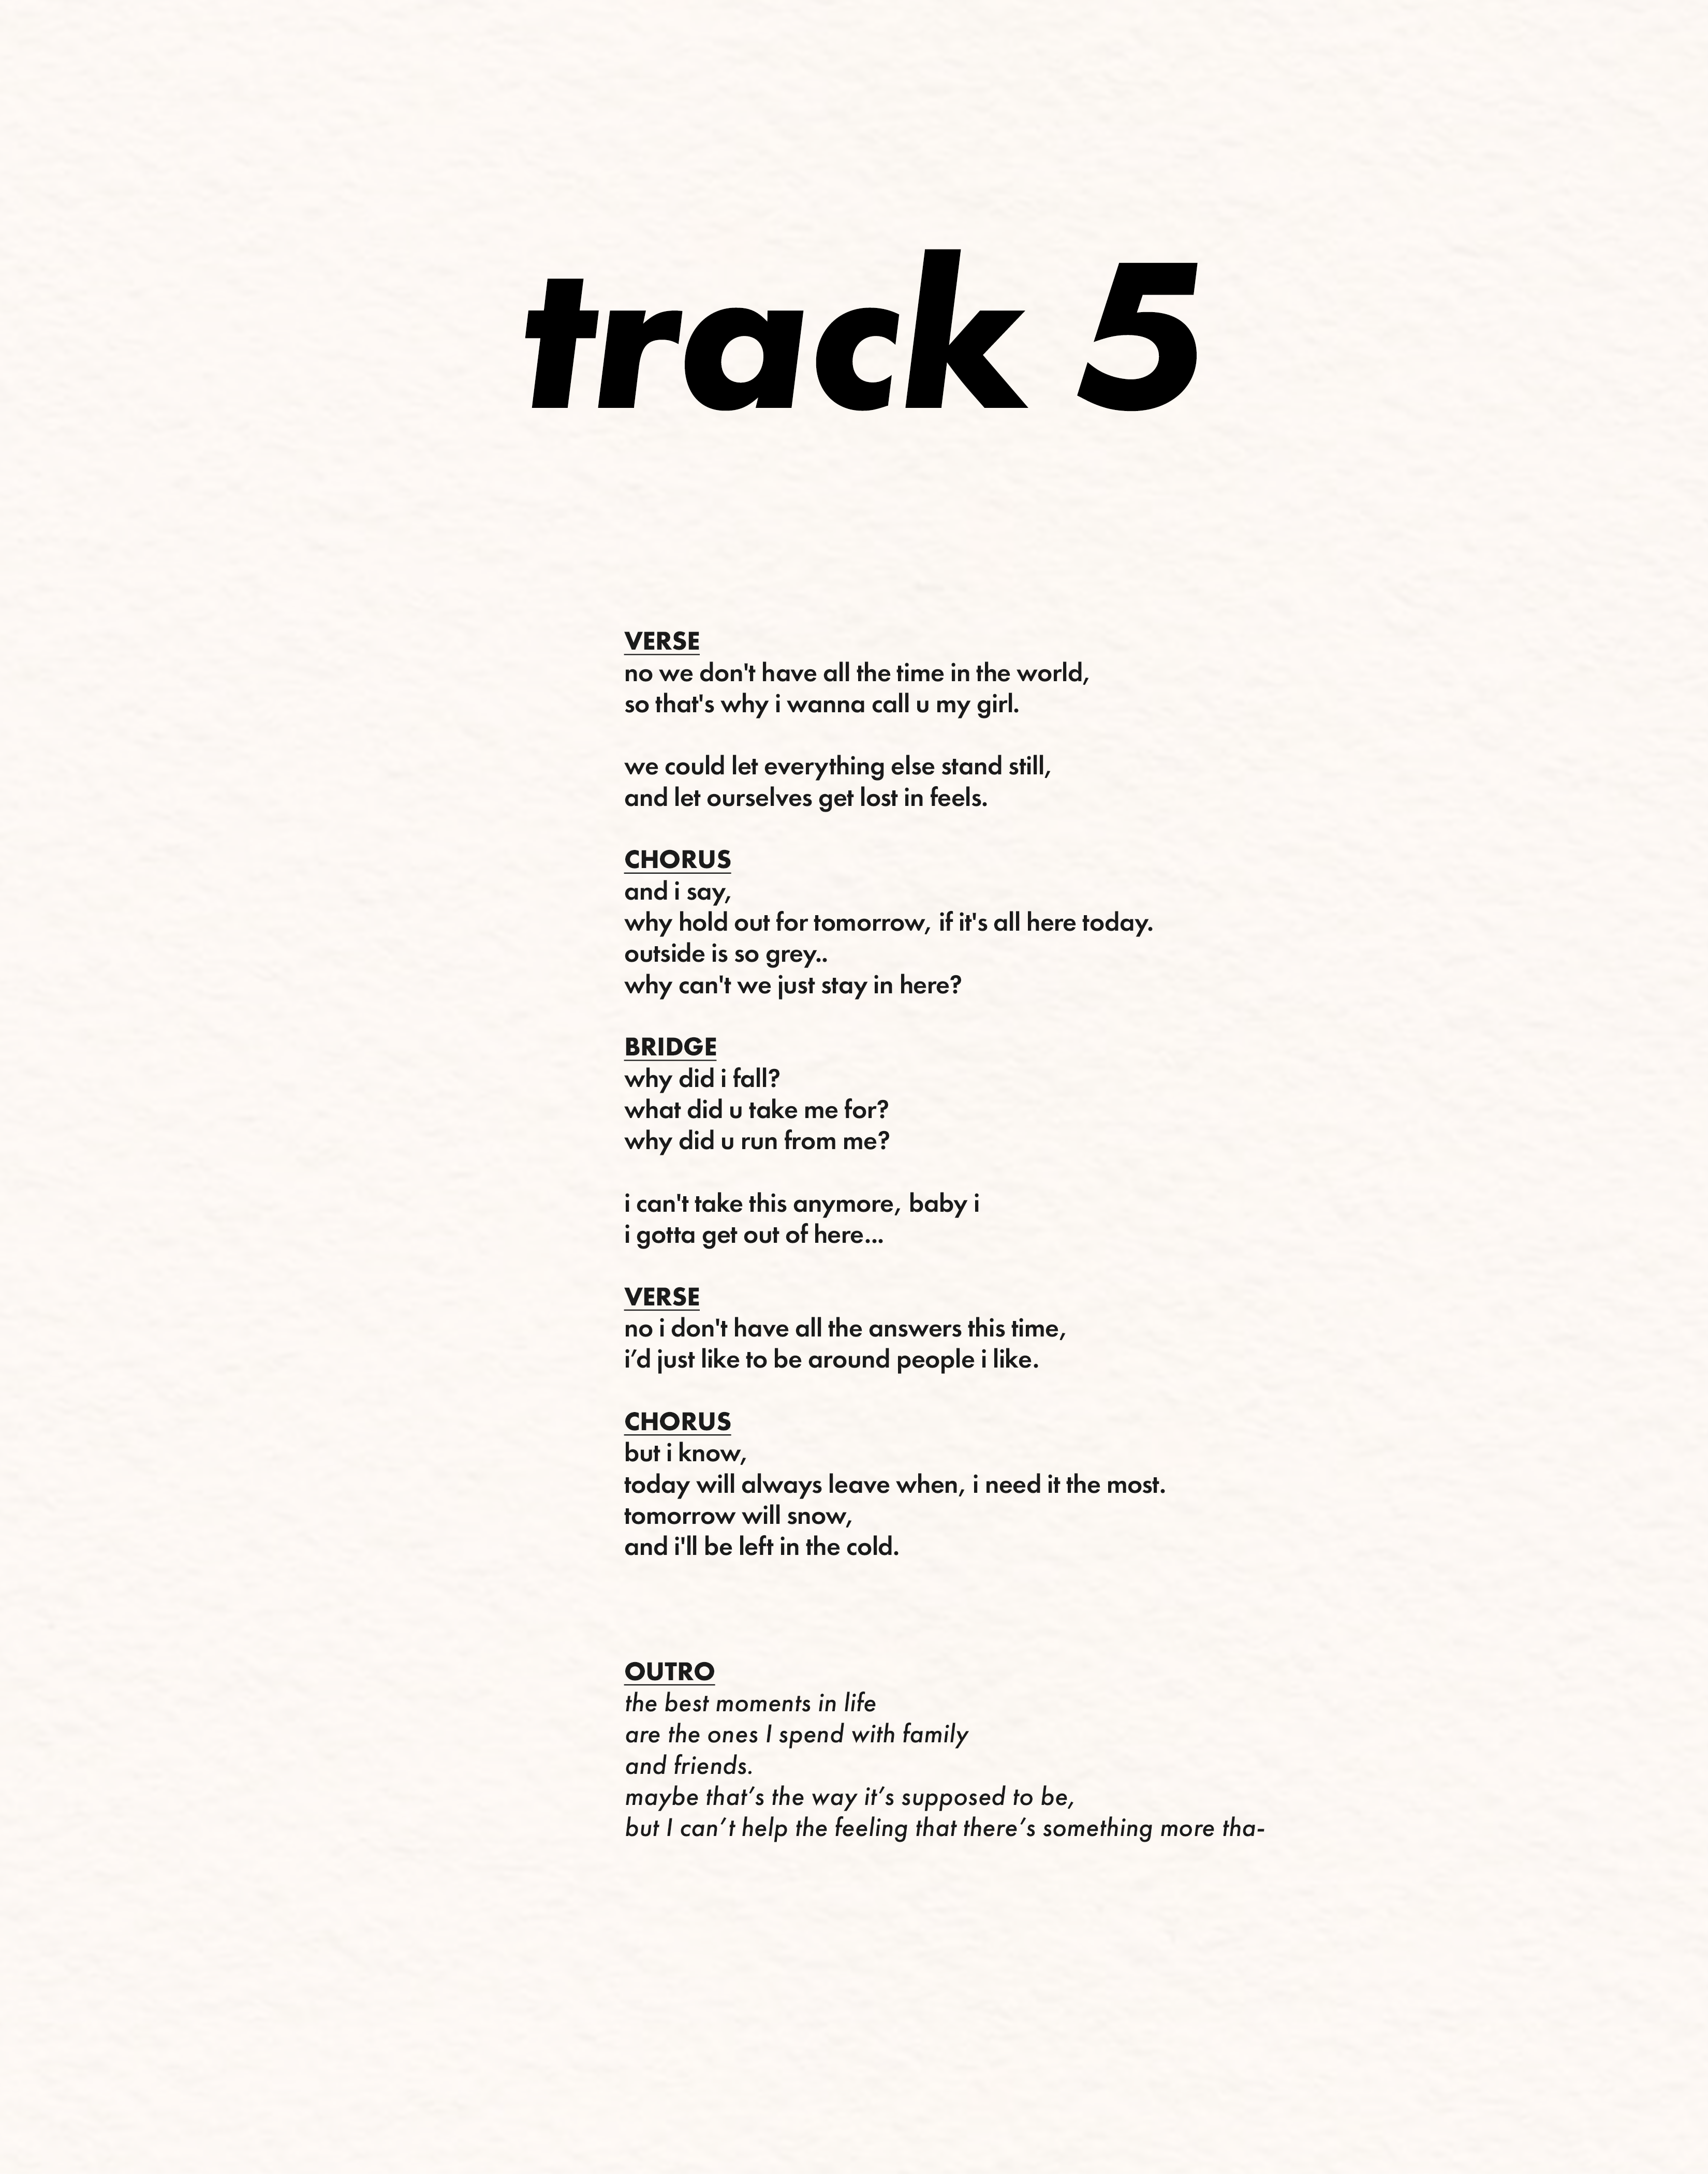 track 5
VERSE
no we don't have all the time in the world,
so that's why i wanna call u my girl.
we could let everything else stand still,
and let ourselves get lost in feels.
CHORUS
and i say,
why hold out for tomorrow, if it's all here today.
outside is so grey..
why can't we just stay in here?
BRIDGE
why did i fall?
what did u take me for?
why did u run from me?
i can't take this anymore, baby i
i gotta get out of here...
VERSE
no i don't have all the answers this time,
i’d just like to be around people i like.
CHORUS
but i know,
today will always leave when, i need it the most.
tomorrow will snow,
and i'll be left in the cold.
OUTRO
the best moments in life
are the ones I spend with family
and friends.
maybe that’s the way it’s supposed to be,
but I can’t help the feeling that there’s something more tha-